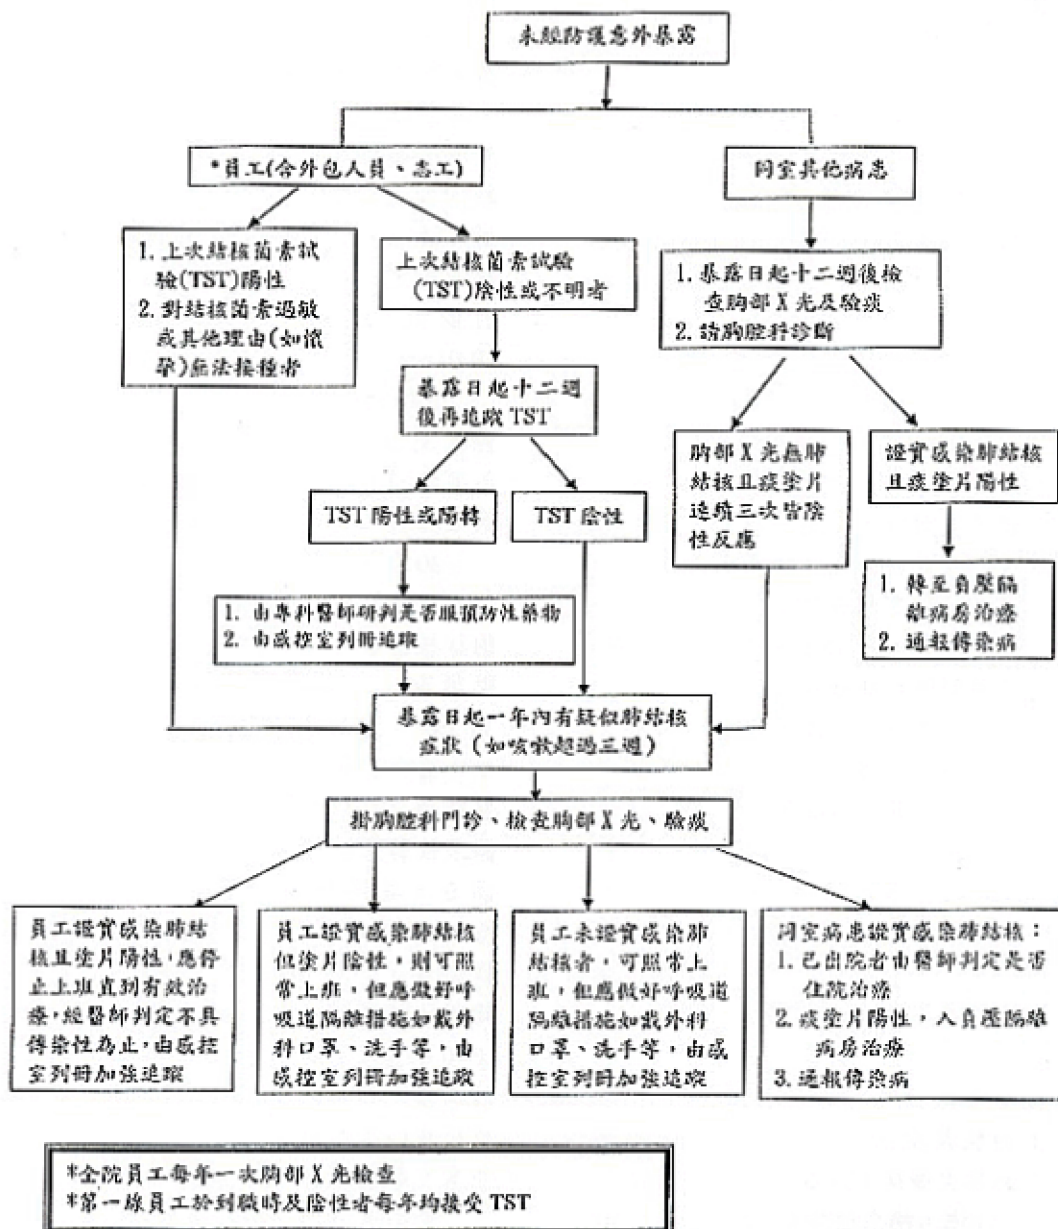 未經防護意外暴露
*員工(含外包人員、志工)
同室其他病患
1. 上次結核菌素試
驗(TST)陽性
2. 對結核菌素過敏
或其他理由(如懷
孕)無法接種者
上次結核菌素試驗
(TST)陰性或不明者
1. 暴露日起十二週後檢
查胸部 X 光及驗痰
2. 請胸腔科診斷
暴露日起十二週
後再追蹤 TST
胸部 X 光無肺
結核且痰塗片
連續三次皆陰
性反應
證實感染肺結核
且痰塗片陽性
TST 陽性或陽轉
TST 陰性
1. 轉至負壓隔
離病房治療
2. 通報傳染病
1. 由專科醫師研判是否服預防性藥物
2. 由感控室列冊追蹤
暴露日起一年內有疑似肺結核
症狀(如咳嗽超過三週)
掛胸腔科門診、檢查胸部 X 光、驗痰
員工證實感染肺結
核且塗片陽性,應停
止上班直到有效治
療,經醫師判定不具
傳染性為止,由感控
室列冊加強追蹤
員工證實感染肺結核
但塗片陰性,則可照
常上班,但應做好呼
吸道隔離措施如戴外
科口罩、洗手等,由
感控室列冊加強追蹤
員工未證實感染肺
結核者,可照常上
班,但應做好呼吸道
隔離措施如戴外科
口罩、洗手等,由感
控室列冊加強追蹤
同室病患證實感染肺結核:
1. 已出院者由醫師判定是否
住院治療
2. 痰塗片陽性,入負壓隔離
病房治療
3. 通報傳染病
*全院員工每年一次胸部 X 光檢查
*第一線員工於到職時及陰性者每年均接受 TST